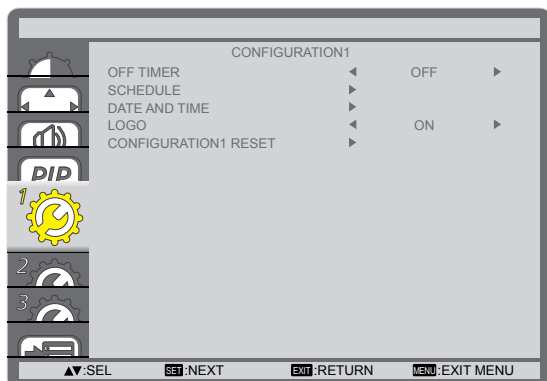 CONFIGURATION1
OFF TIMER ◀ OFF ▶
SCHEDULE ▶
DATE AND TIME ▶
LOGO ◀ ON ▶
CONFIGURATION1 RESET ▶
PIP
1
2
3
▲▼:SEL SET:NEXT EXIT:RETURN MENU:EXIT MENU